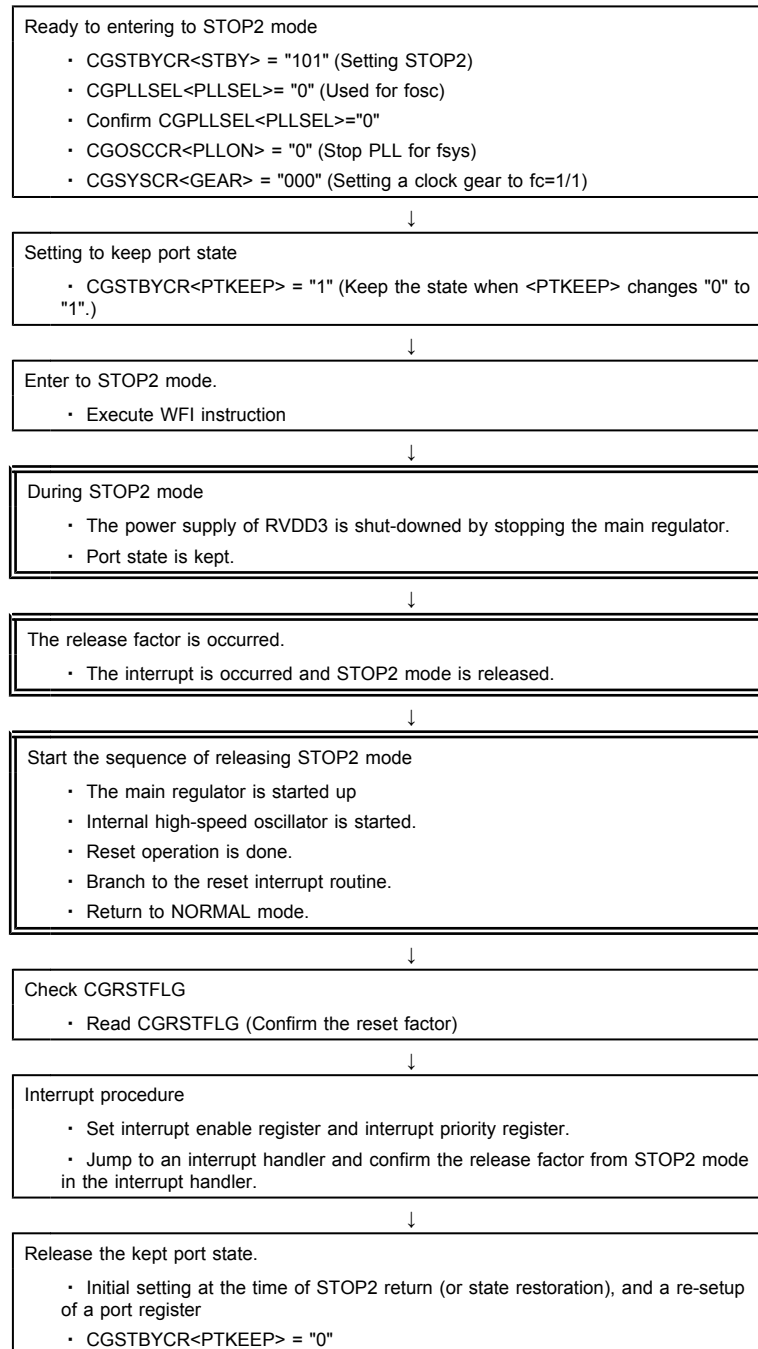 Ready to entering to STOP2 mode
・ CGSTBYCR<STBY> = "101" (Setting STOP2)
・ CGPLLSEL<PLLSEL>= "0" (Used for fosc)
・ Confirm CGPLLSEL<PLLSEL>="0"
・ CGOSCCR<PLLON> = "0" (Stop PLL for fsys)
・ CGSYSCR<GEAR> = "000" (Setting a clock gear to fc=1/1)
↓
Setting to keep port state
・ CGSTBYCR<PTKEEP> = "1" (Keep the state when <PTKEEP> changes "0" to
"1".)
↓
Enter to STOP2 mode.
・ Execute WFI instruction
↓
During STOP2 mode
・ The power supply of RVDD3 is shut-downed by stopping the main regulator.
・ Port state is kept.
↓
The release factor is occurred.
・ The interrupt is occurred and STOP2 mode is released.
↓
Start the sequence of releasing STOP2 mode
・ The main regulator is started up
・ Internal high-speed oscillator is started.
・ Reset operation is done.
・ Branch to the reset interrupt routine.
・ Return to NORMAL mode.
↓
Check CGRSTFLG
・ Read CGRSTFLG (Confirm the reset factor)
↓
Interrupt procedure
・ Set interrupt enable register and interrupt priority register.
・ Jump to an interrupt handler and confirm the release factor from STOP2 mode
in the interrupt handler.
↓
Release the kept port state.
・ Initial setting at the time of STOP2 return (or state restoration), and a re-setup
of a port register
・ CGSTBYCR<PTKEEP> = "0"